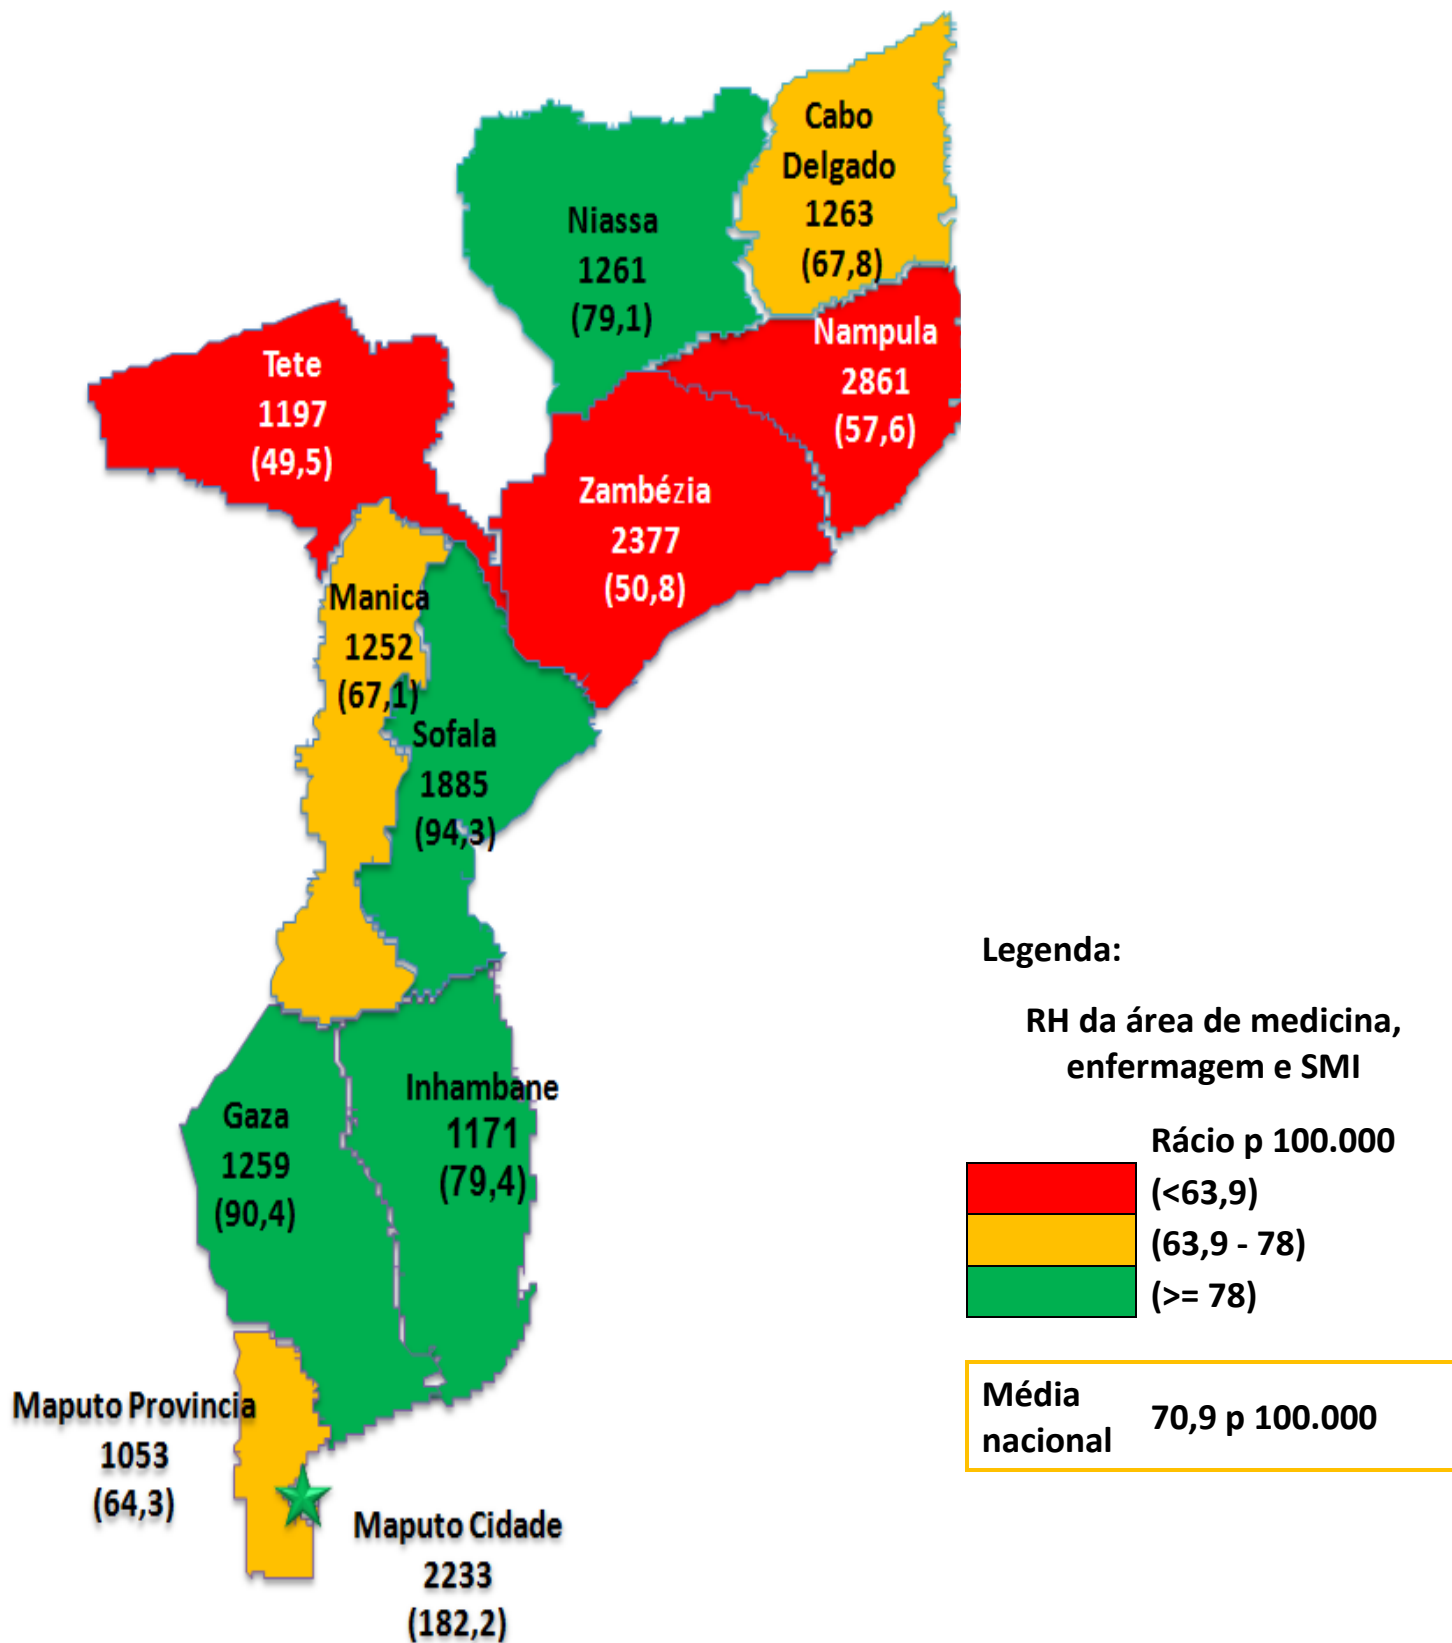 Cabo
Delgado
1263
(67,8)
Niassa
1261
(79,1)
Nampula
2861
(57,6)
Tete
1197
(49,5)
Zambézia
2377
(50,8)
Manica
1252
(67,1)
Sofala
1885
(94,3)
Inhambane
1171
(79,4)
Gaza
1259
(90,4)
Maputo Provincia
1053
(64,3)
Maputo Cidade
2233
(182,2)
Legenda:
RH da área de medicina,
enfermagem e SMI
Rácio p 100.000
(<63,9)
(63,9 - 78)
(>= 78)
Média
nacional
70,9 p 100.000